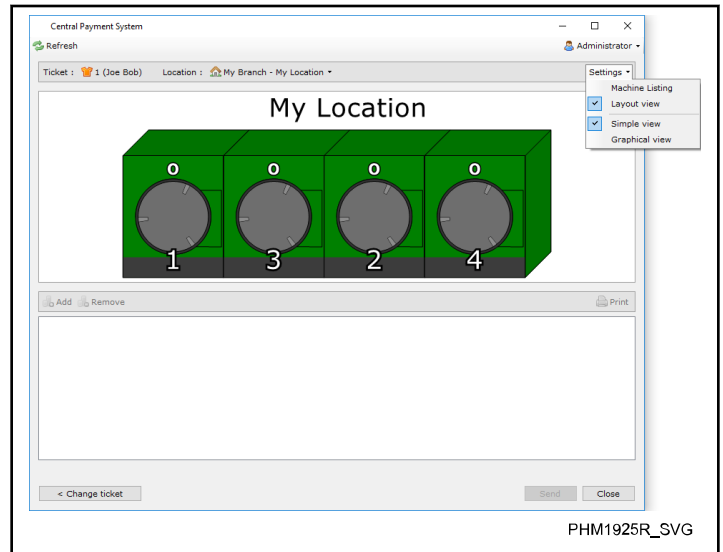 Central Payment System
Refresh Administrator
Ticket : 1 (Joe Bob) Location : My Branch - My Location Settings
Machine Listing
Layout view
Simple view
Graphical view
My Location
0 0 0 0
1 3 2 4
Add Remove Print
< Change ticket Send Close
PHM1925R_SVG